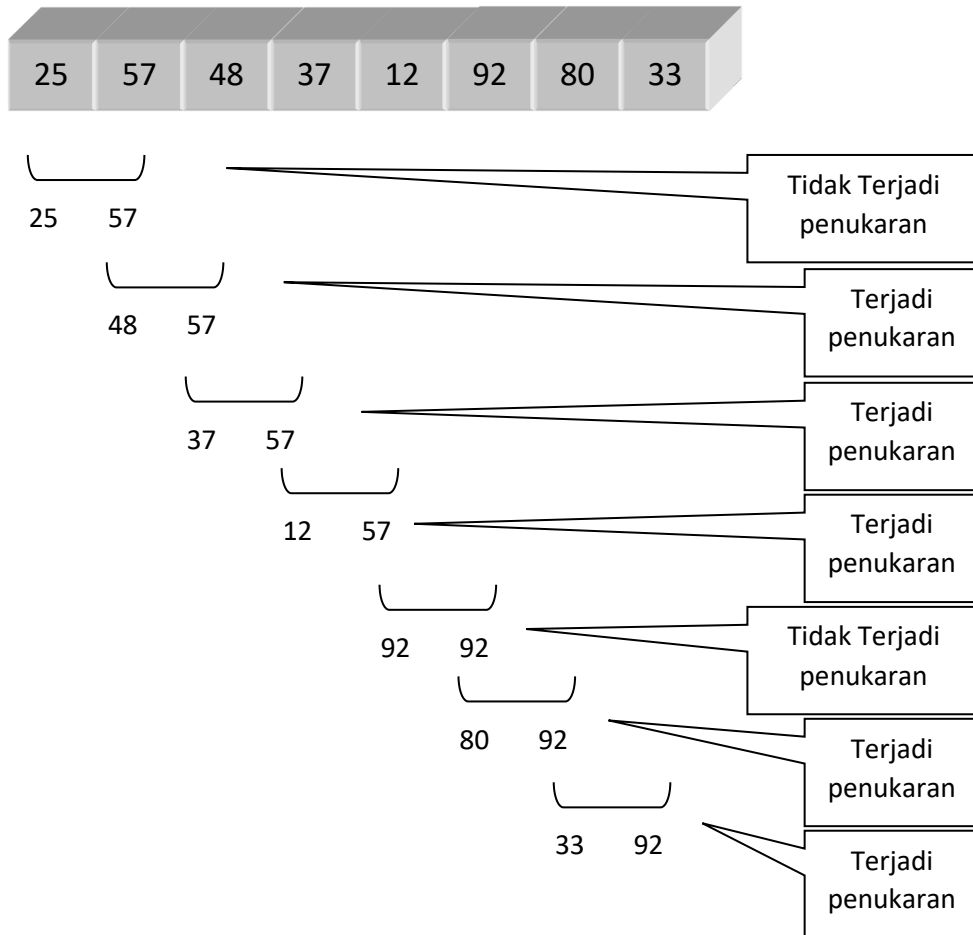 25 57 48 37 12 92 80 33
Tidak Terjadi
penukaran
25 57
Terjadi
penukaran
48 57
Terjadi
penukaran
37 57
Terjadi
penukaran
12 57
Tidak Terjadi
penukaran
92 92
Terjadi
penukaran
80 92
Terjadi
penukaran
33 92